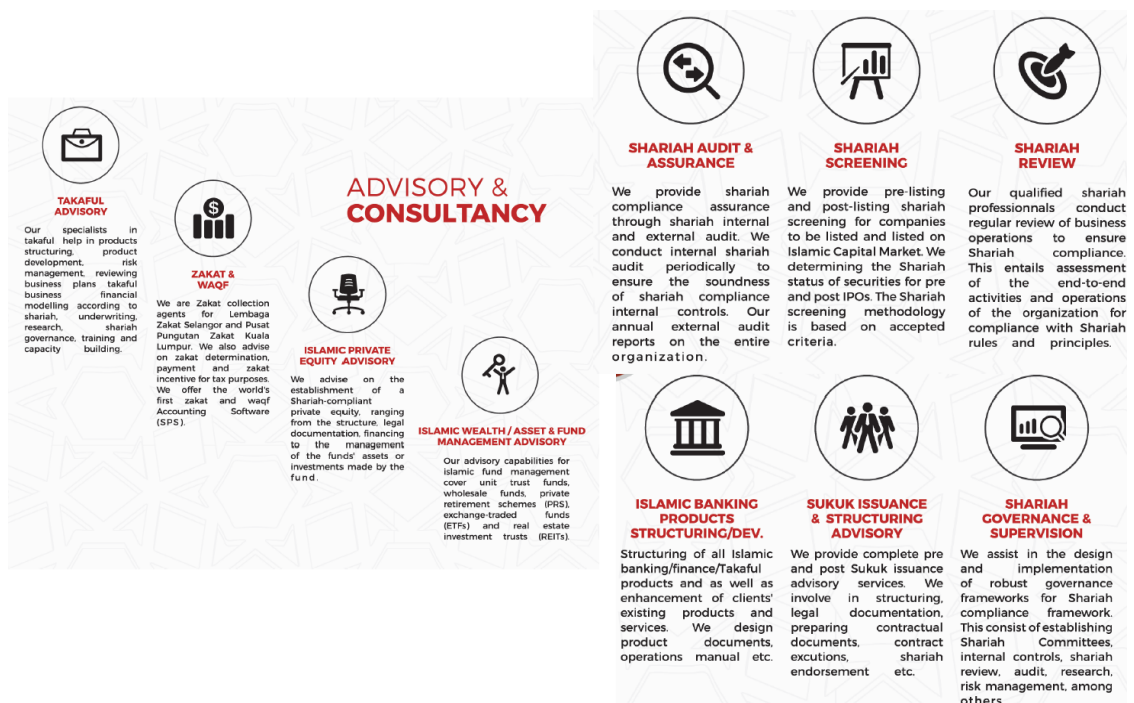 ADVISORY &
CONSULTANCY
TAKAFUL
ADVISORY
Our specialists in
takaful help in products
structuring, product
development, risk
management, reviewing
business plans takaful
business financial
modelling according to
shariah, underwriting,
research, shariah
governance, training and
capacity building.
$
ZAKAT &
WAQF
We are Zakat collection
agents for Lembaga
Zakat Selangor and Pusat
Pungutan Zakat Kuala
Lumpur. We also advise
on zakat determination,
payment and zakat
incentive for tax purposes.
We offer the world's
first zakat and waqf
Accounting Software
(SPS).
ISLAMIC PRIVATE
EQUITY ADVISORY
We advise on the
establishment of a
Shariah-compliant
private equity, ranging
from the structure, legal
documentation, financing
to the management
of the funds' assets or
investments made by the
fund.
ISLAMIC WEALTH / ASSET & FUND
MANAGEMENT ADVISORY
Our advisory capabilities for
islamic fund management
cover unit trust funds,
wholesale funds, private
retirement schemes (PRS),
exchange-traded funds
(ETFs) and real estate
investment trusts (REITs).
SHARIAH AUDIT &
ASSURANCE
We provide shariah
compliance assurance
through shariah internal
and external audit. We
conduct internal shariah
audit periodically to
ensure the soundness
of shariah compliance
internal controls. Our
annual external audit
reports on the entire
organization.
SHARIAH
SCREENING
We provide pre-listing
and post-listing shariah
screening for companies
to be listed and listed on
Islamic Capital Market. We
determining the Shariah
status of securities for pre
and post IPOs. The Shariah
screening methodology
is based on accepted
criteria.
SHARIAH
REVIEW
Our qualified shariah
professionnals conduct
regular review of business
operations to ensure
Shariah compliance.
This entails assessment
of the end-to-end
activities and operations
of the organization for
compliance with Shariah
rules and principles.
ISLAMIC BANKING
PRODUCTS
STRUCTURING/DEV.
Structuring of all Islamic
banking/finance/Takaful
products and as well as
enhancement of clients'
existing products and
services. We design
product documents,
operations manual etc.
SUKUK ISSUANCE
& STRUCTURING
ADVISORY
We provide complete pre
and post Sukuk issuance
advisory services. We
involve in structuring,
legal documentation,
preparing contractual
documents, contract
excutions, shariah
endorsement etc.
SHARIAH
GOVERNANCE &
SUPERVISION
We assist in the design
and implementation
of robust governance
frameworks for Shariah
compliance framework.
This consist of establishing
Shariah Committees,
internal controls, shariah
review, audit, research,
risk management, among
others